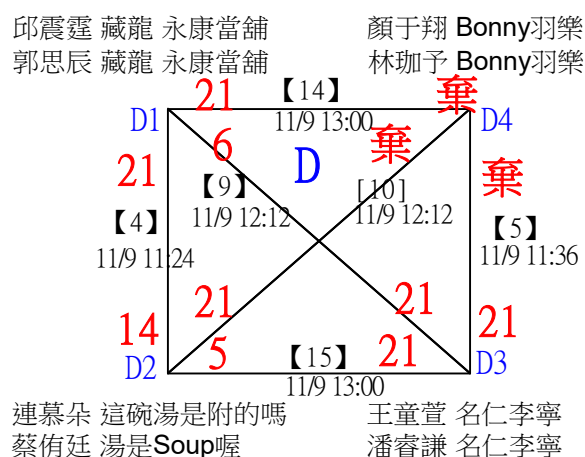 邱震霆 藏龍 永康當舖 顏于翔 Bonny羽樂
郭思辰 藏龍 永康當舖 林珈予 Bonny羽樂
21 【14】 棄
D1 11/9 13:00 D4
6 D 棄
21 【9】 [10] 棄
11/9 12:12 11/9 12:12
【4】 【5】
11/9 11:24 11/9 11:36
21 21
14 21
D2 5 【15】 21 D3
11/9 13:00
連慕朵 這碗湯是附的嗎 王童萱 名仁李寧
蔡侑廷 湯是Soup喔 潘睿謙 名仁李寧